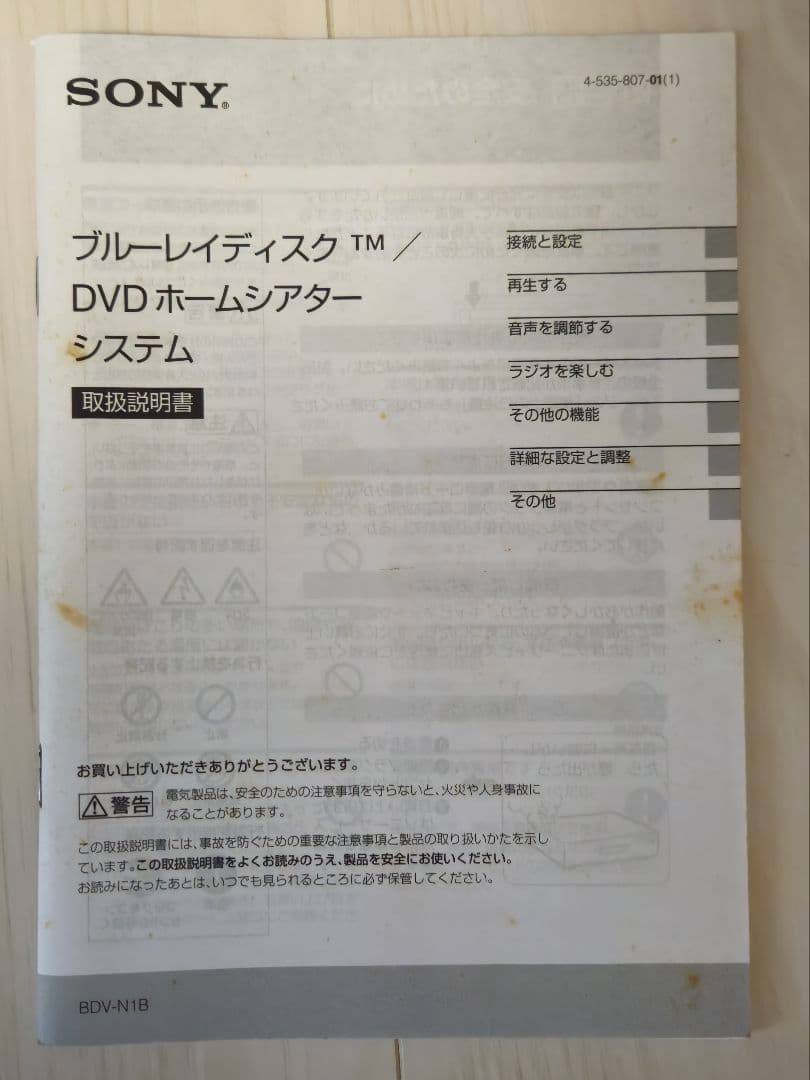 SONY®
4-535-807-01(1)
ブルーレイディスク™／
DVDホームシアター
システム
取扱説明書
接続と設定
再生する
音声を調節する
ラジオを楽しむ
その他の機能
詳細な設定と調整
その他
お買い上げいただきありがとうございます。
警告 電気製品は、安全のための注意事項を守らないと、火災や人身事故に
なることがあります。
この取扱説明書には、事故を防ぐための重要な注意事項と製品の取り扱いかたを示し
ています。この取扱説明書をよくお読みのうえ、製品を安全にお使いください。
お読みになったあとは、いつでも見られるところに必ず保管してください。
BDV-N1B